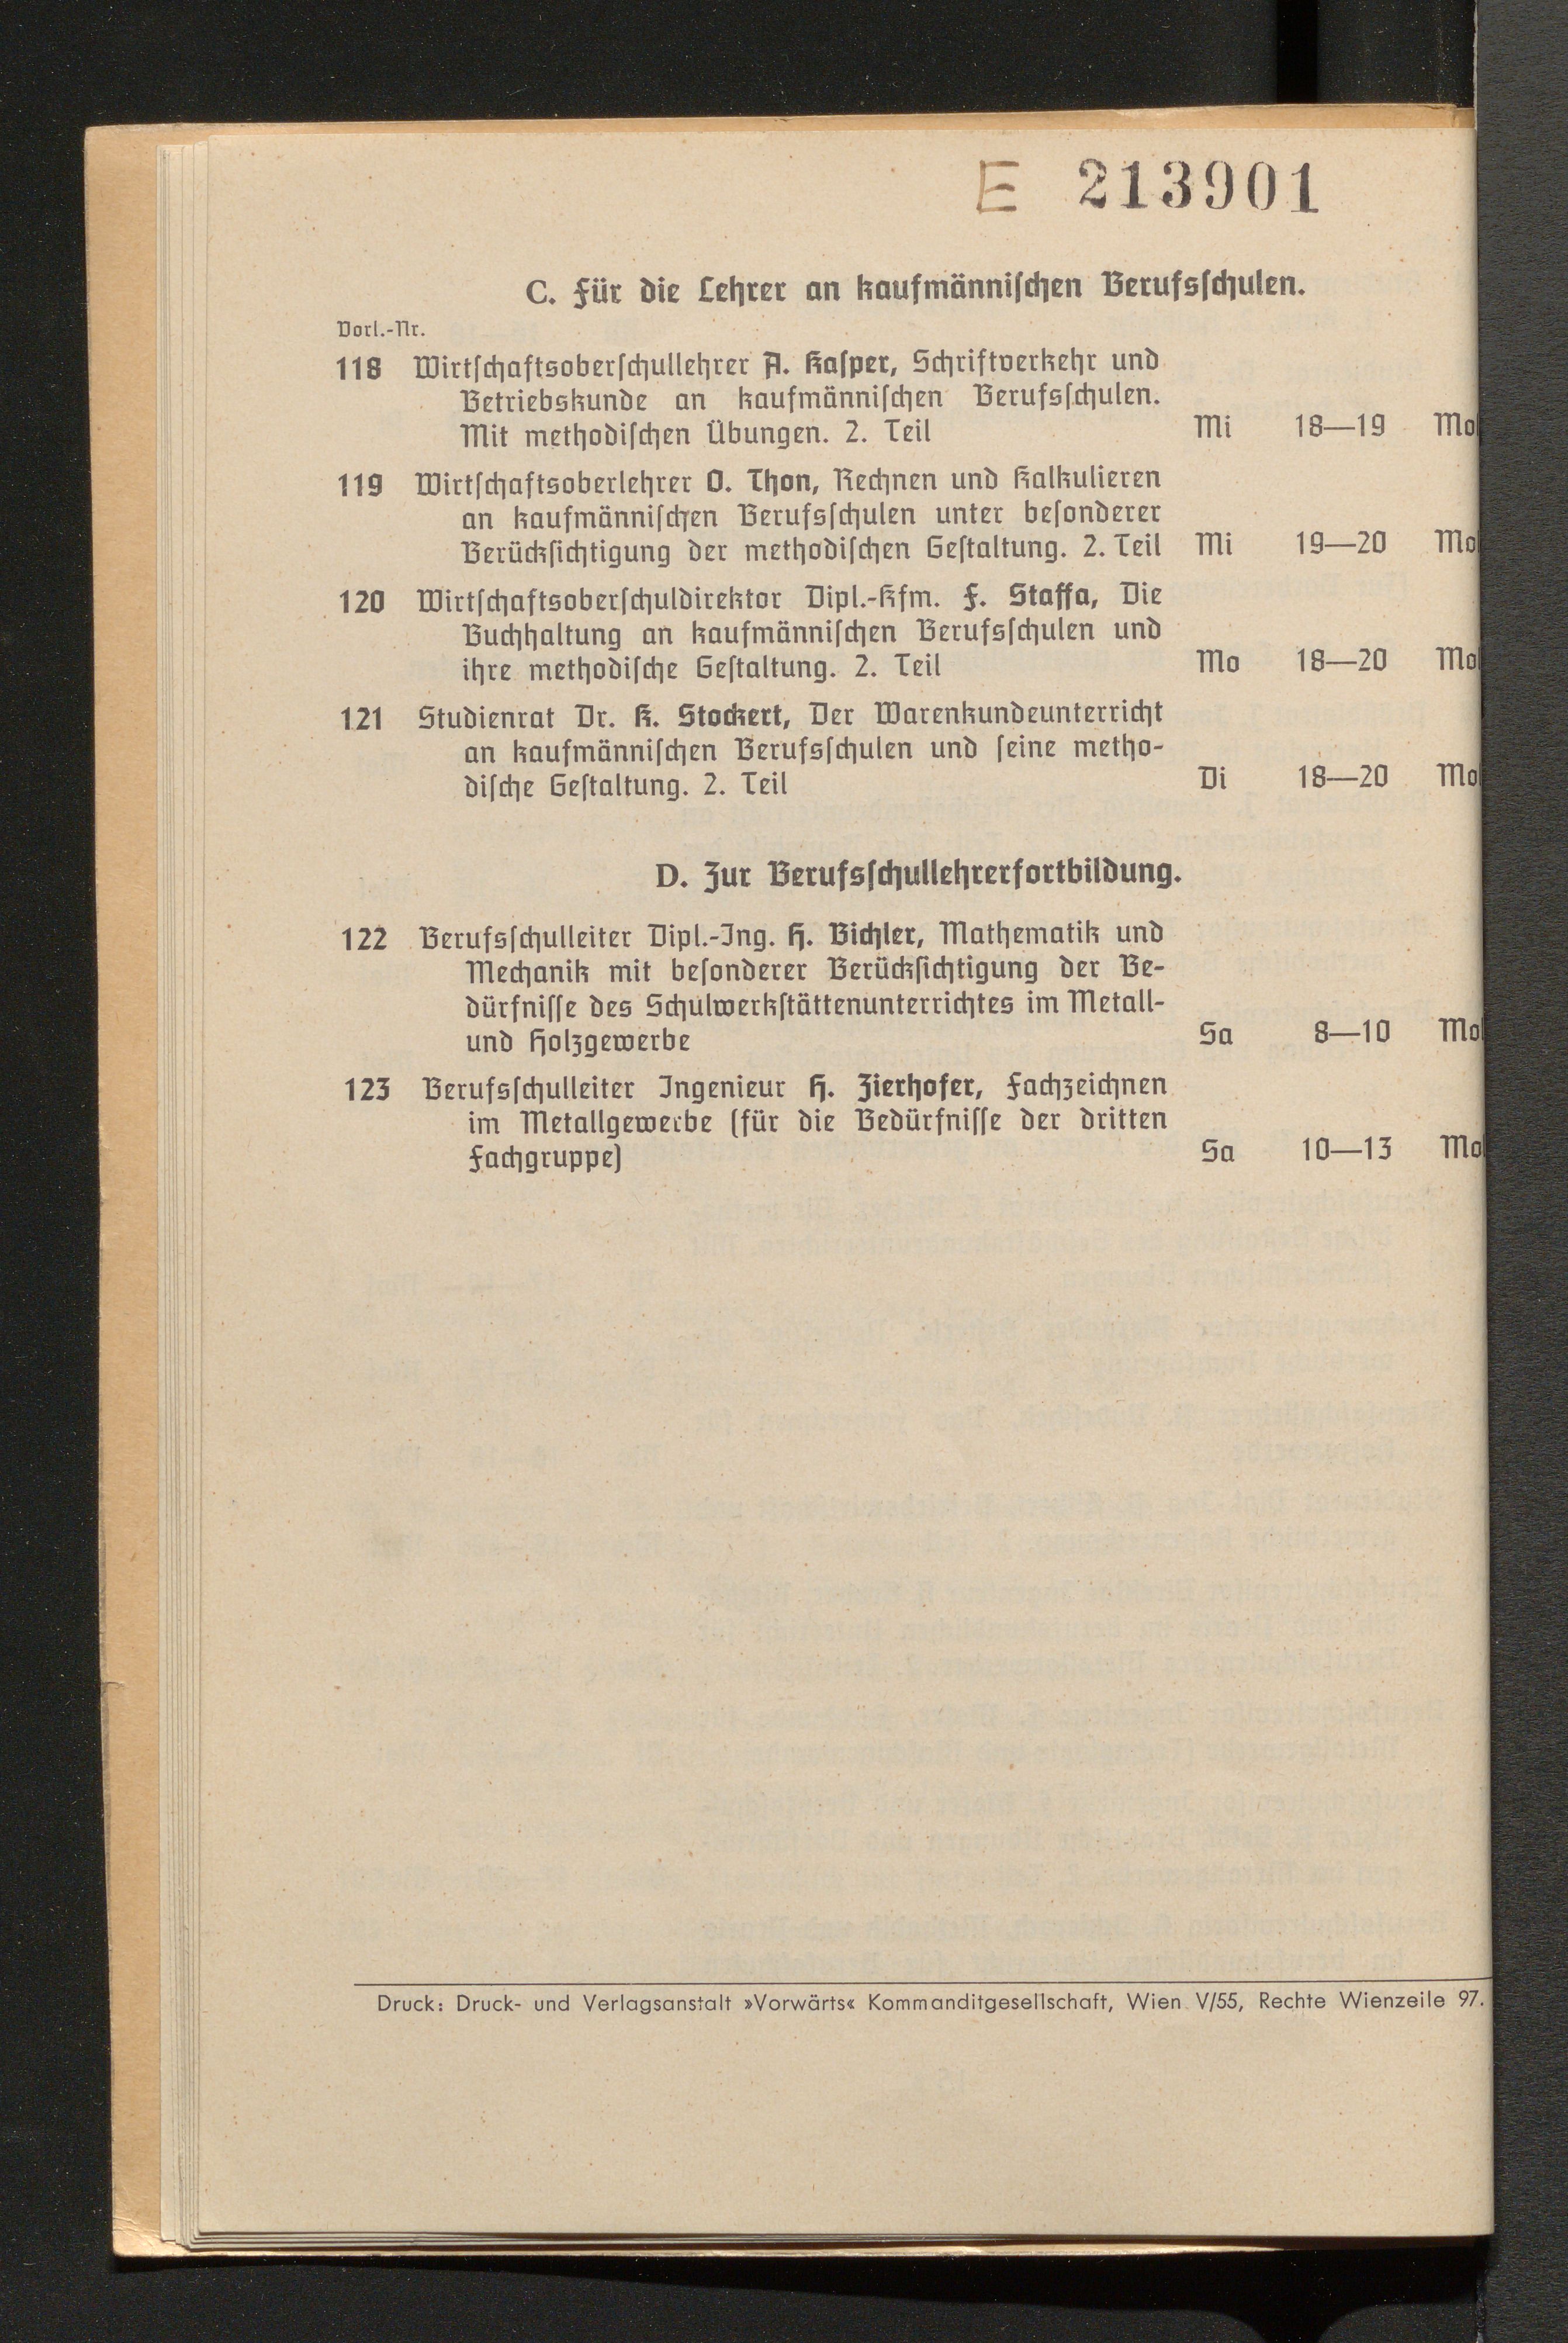 E 213901
C. Für die Lehrer an kaufmännischen Berufsschulen.
Vorl.-Nr.
118 Wirtschaftsoberschullehrer A. Kasper, Schriftverkehr und
Betriebskunde an kaufmännischen Berufsschulen.
Mit methodischen Übungen. 2. Teil Mi 18—19 Mo
119 Wirtschaftsoberlehrer O. Thon, Rechnen und Kalkulieren
an kaufmännischen Berufsschulen unter besonderer
Berücksichtigung der methodischen Gestaltung. 2. Teil Mi 19—20 Mo
120 Wirtschaftsoberschuldirektor Dipl.-Kfm. F. Staffa, Die
Buchhaltung an kaufmännischen Berufsschulen und
ihre methodische Gestaltung. 2. Teil Mo 18—20 Mo
121 Studienrat Dr. K. Stockert, Der Warenkundeunterricht
an kaufmännischen Berufsschulen und seine metho-
dische Gestaltung. 2. Teil Di 18—20 Mo
D. Zur Berufsschullehrerfortbildung.
122 Berufsschulleiter Dipl.-Ing. H. Bichler, Mathematik und
Mechanik mit besonderer Berücksichtigung der Be-
dürfnisse des Schulwerkstättenunterrichtes im Metall-
und Holzgewerbe Sa 8—10 Mo
123 Berufsschulleiter Ingenieur H. Zierhofer, Fachzeichnen
im Metallgewerbe (für die Bedürfnisse der dritten
Fachgruppe) Sa 10—13 Mo
Druck: Druck- und Verlagsanstalt »Vorwärts« Kommanditgesellschaft, Wien V/55, Rechte Wienzeile 97.